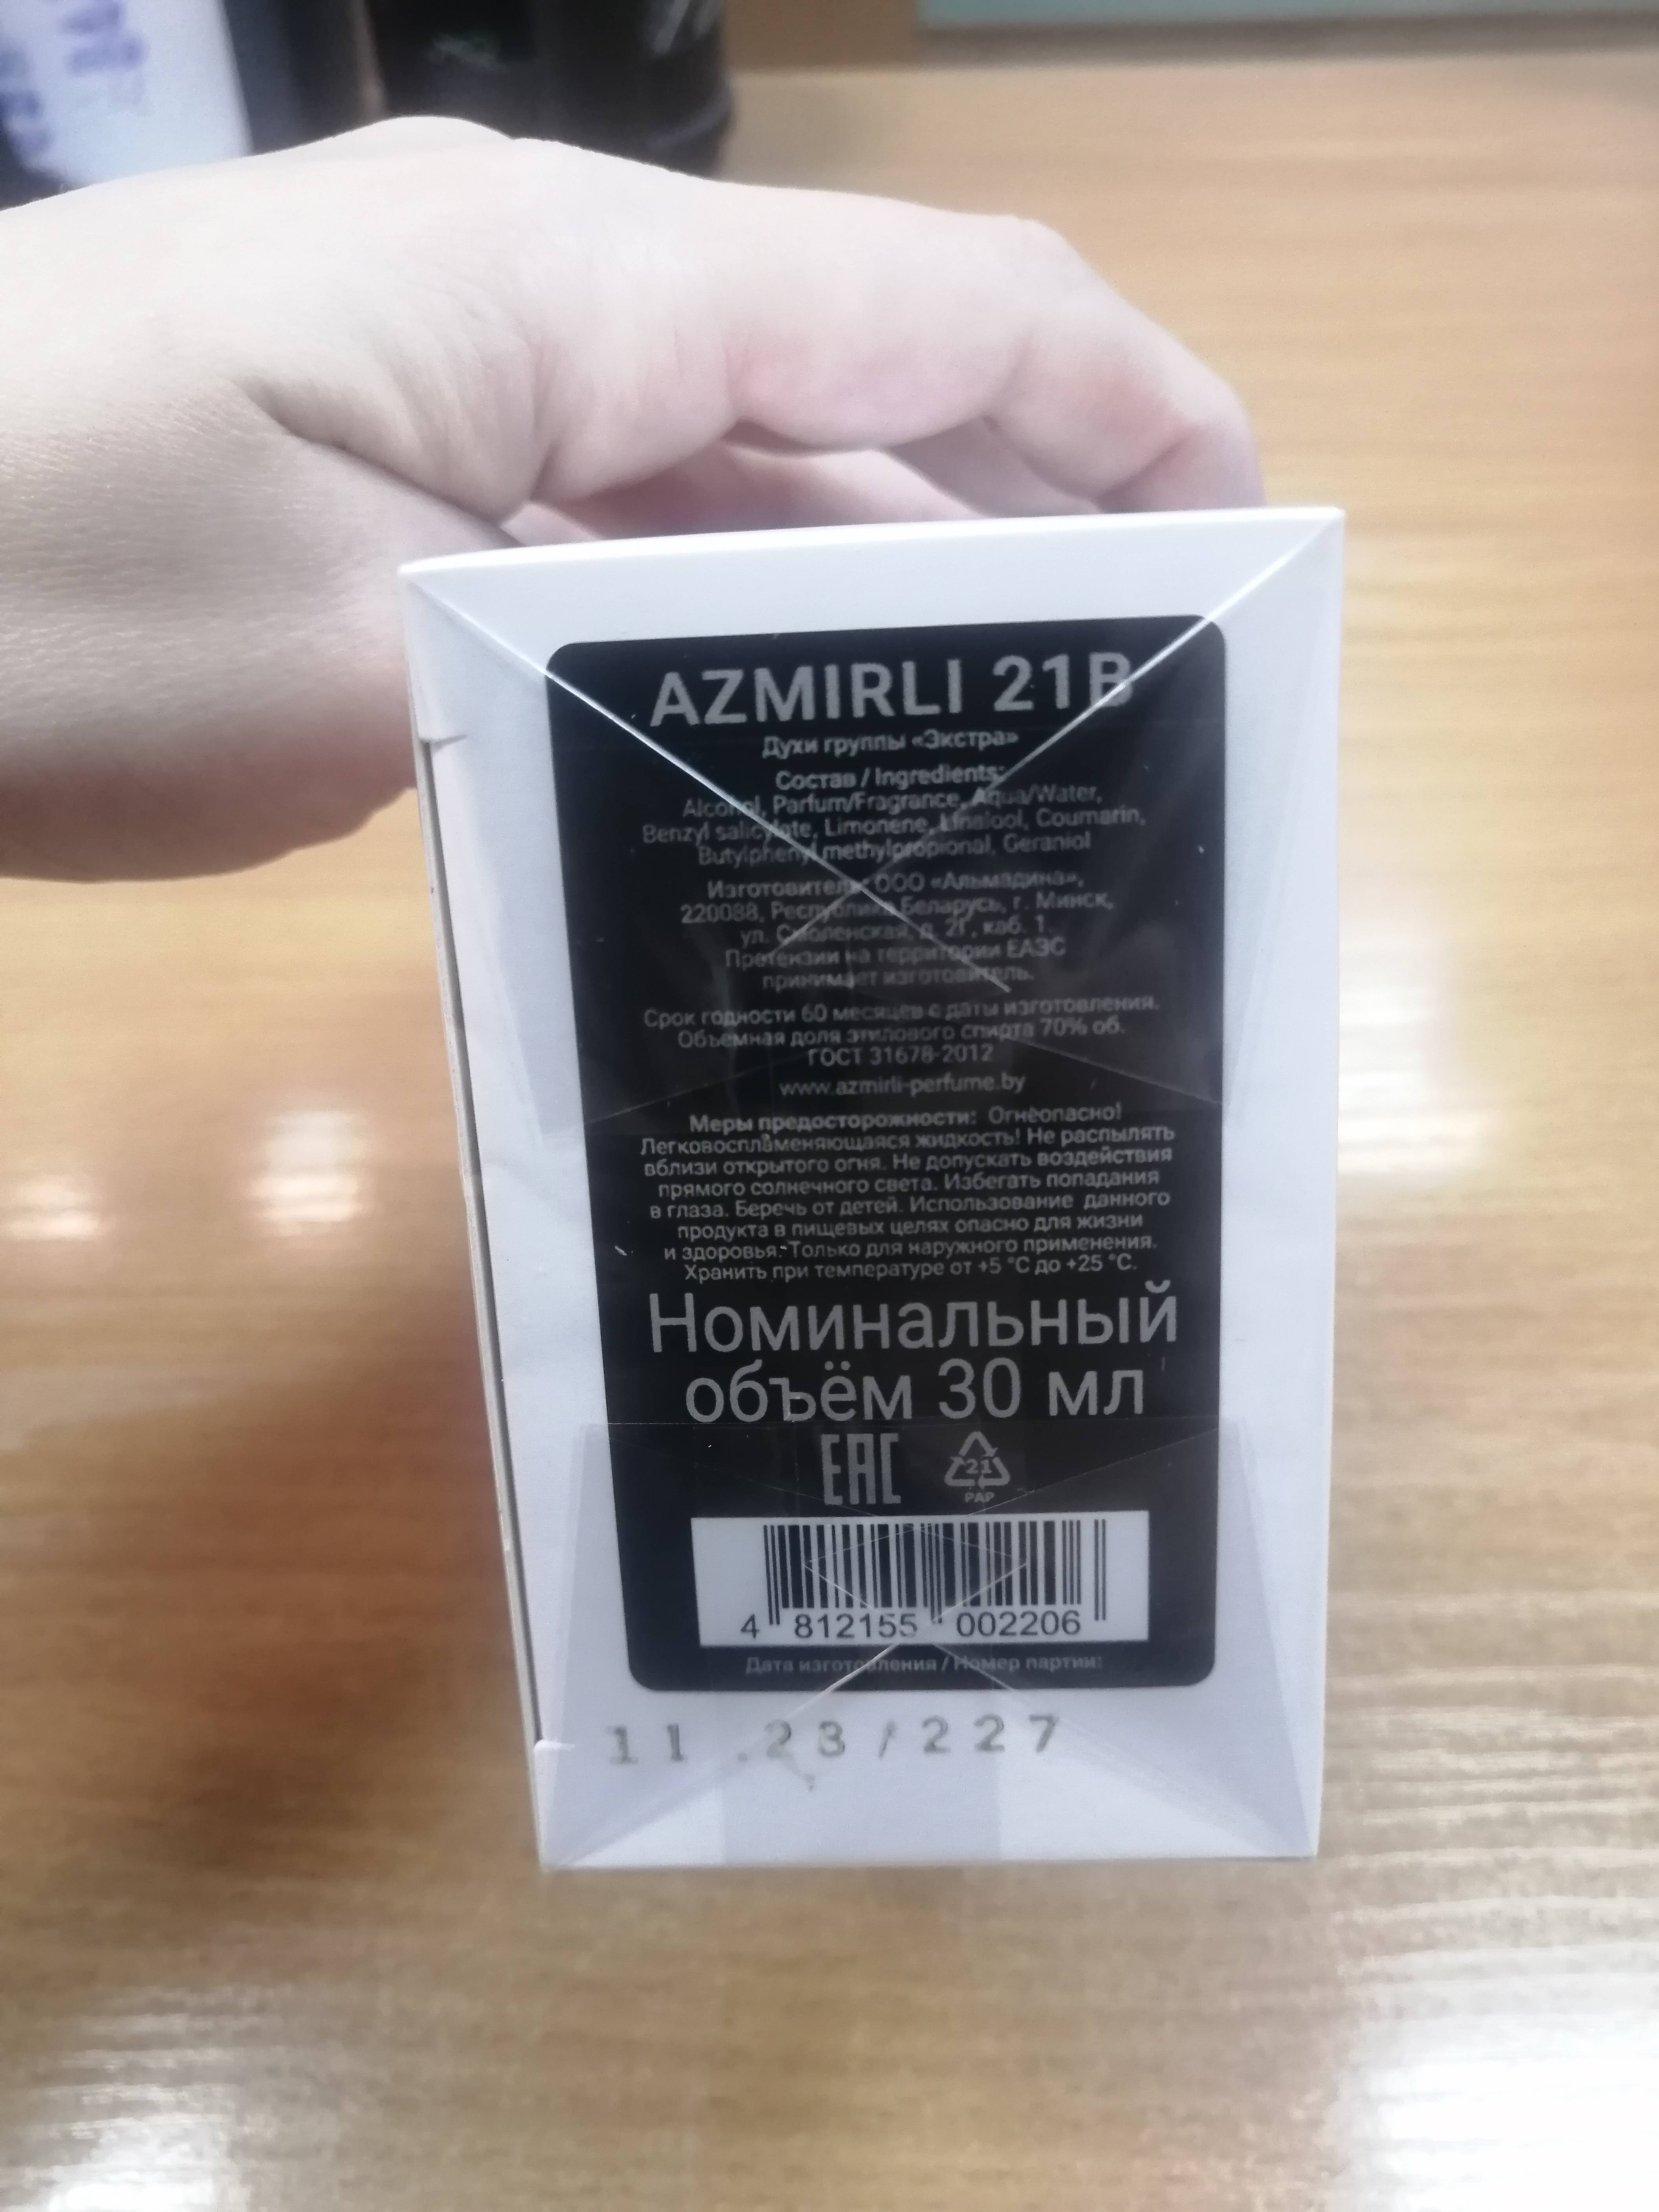 AZMIRLI 21B
Духи группы «Экстра»
Состав / Ingredients:
Alcohol, Parfum/Fragrance, Aqua/Water,
Benzyl salicylate, Limonene, Linalool, Coumarin,
Butylphenyl methylpropional, Geraniol
Изготовитель: ООО «Альмадина»,
220088, Республика Беларусь, г. Минск,
ул. Смоленская, д. 2Г, каб. 1.
Претензии на территории ЕАЭС
принимает изготовитель.
Срок годности 60 месяцев с даты изготовления.
Объемная доля этилового спирта 70% об.
ГОСТ 31678-2012
www.azmirli-perfume.by
Меры предосторожности: Огнеопасно!
Легковоспламеняющаяся жидкость! Не распылять
вблизи открытого огня. Не допускать воздействия
прямого солнечного света. Избегать попадания
в глаза. Беречь от детей. Использование данного
продукта в пищевых целях опасно для жизни
и здоровья. Только для наружного применения.
Хранить при температуре от +5 °С до +25 °С.
Номинальный
объём 30 мл
EAC
21
PAP
4 812155 002206
Дата изготовления / Номер партии:
11 .23/227